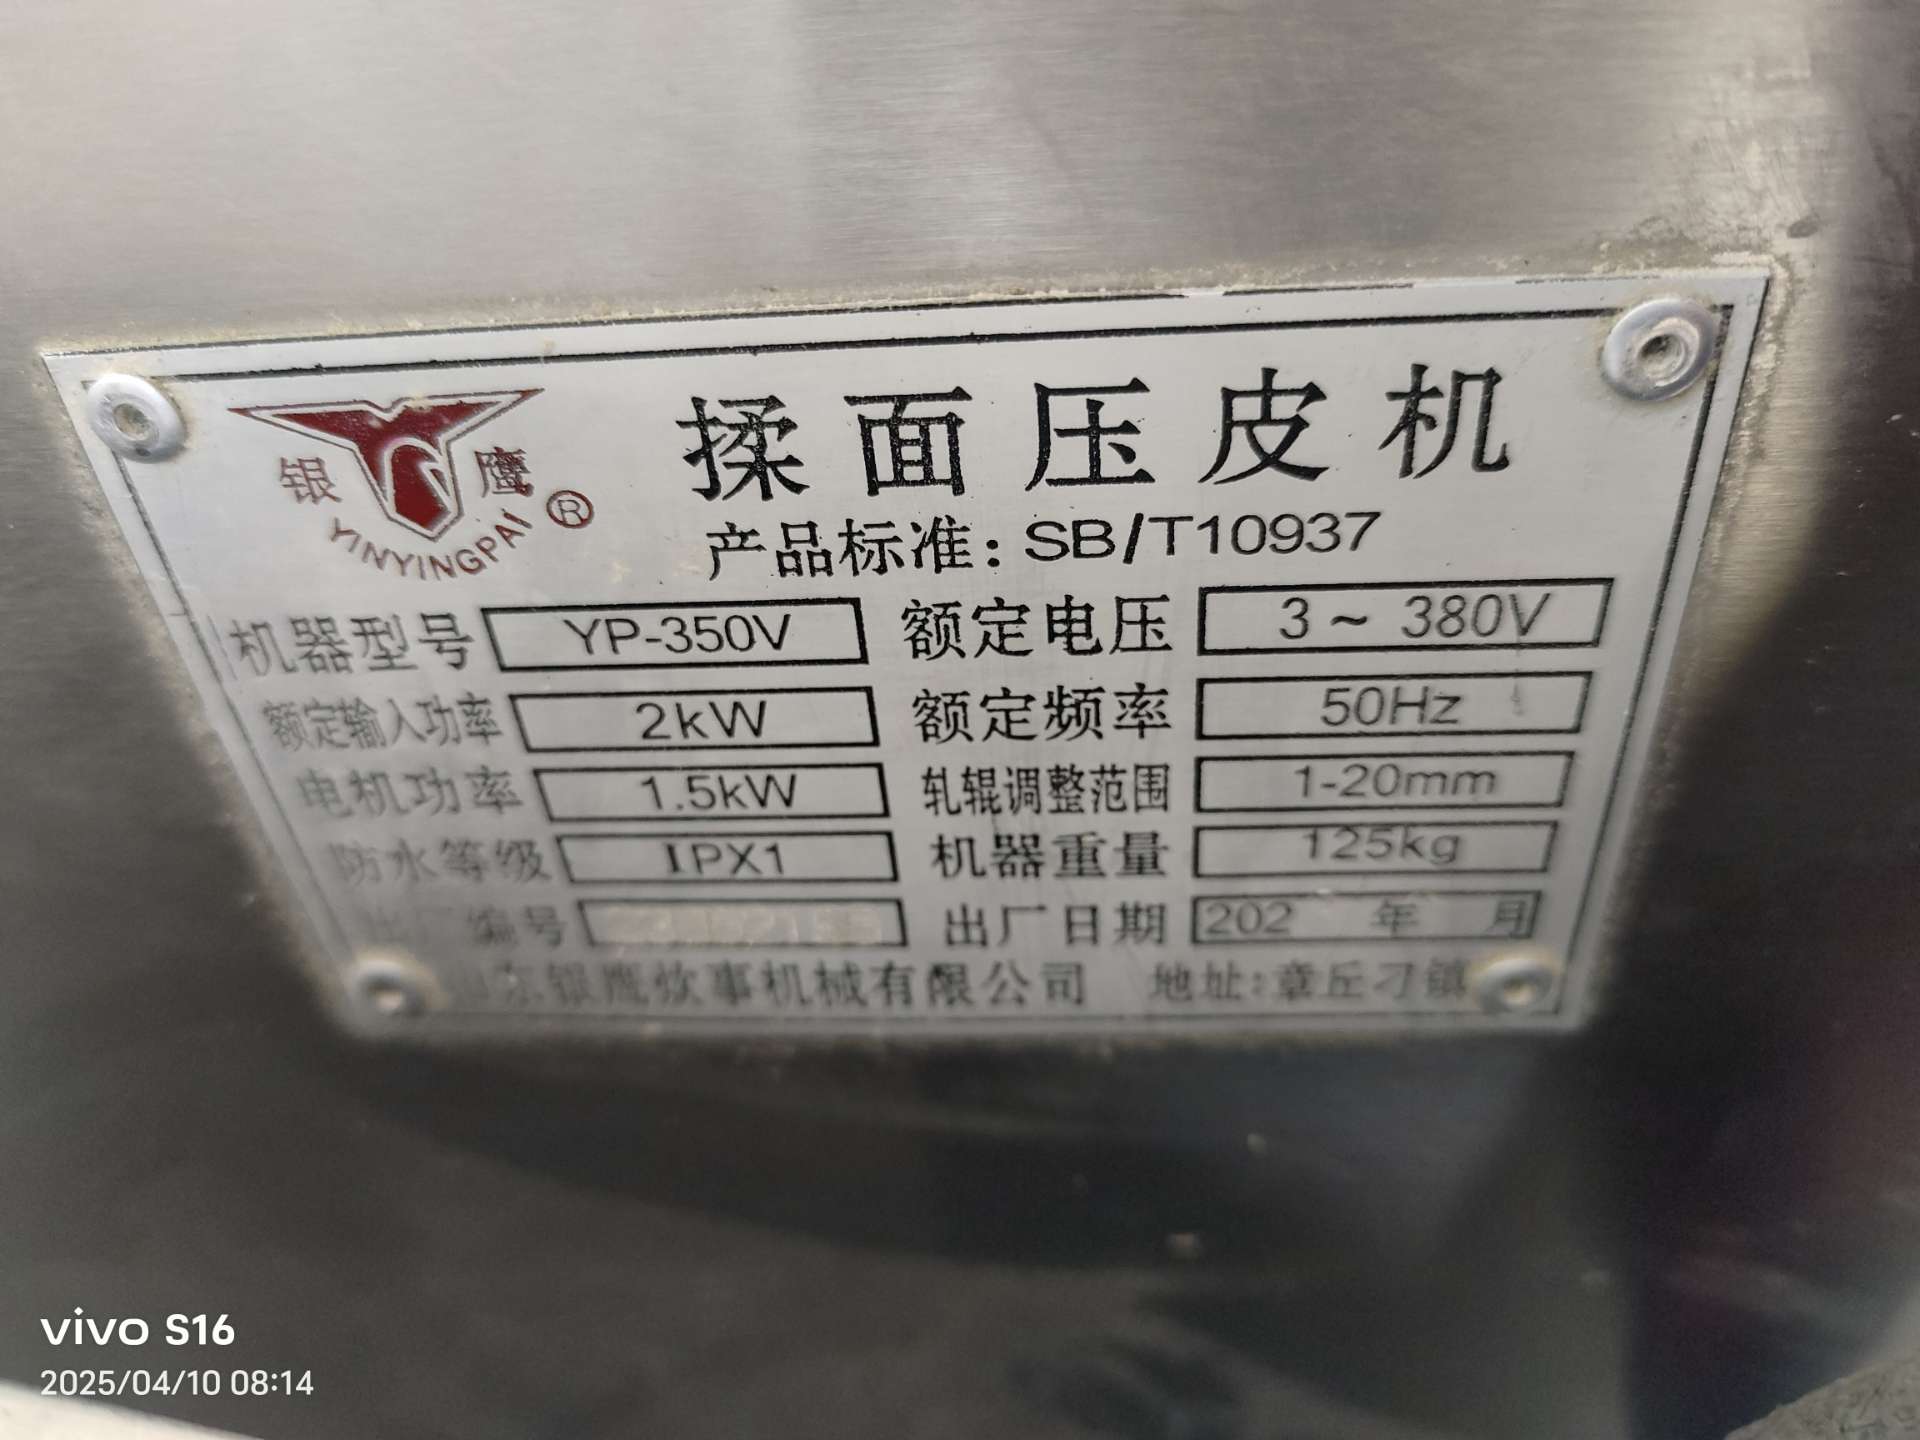 银鹰
YINYINGPAI
®
揉面压皮机
产品标准：SB/T10937
机器型号 YP-350V 额定电压 3～380V
额定输入功率 2kW 额定频率 50Hz
电机功率 1.5kW 轧辊调整范围 1-20mm
防水等级 IPX1 机器重量 125kg
出厂编号 出厂日期 202 年 月
山东银鹰炊事机械有限公司 地址：章丘刁镇
vivo S16
2025/04/10 08:14